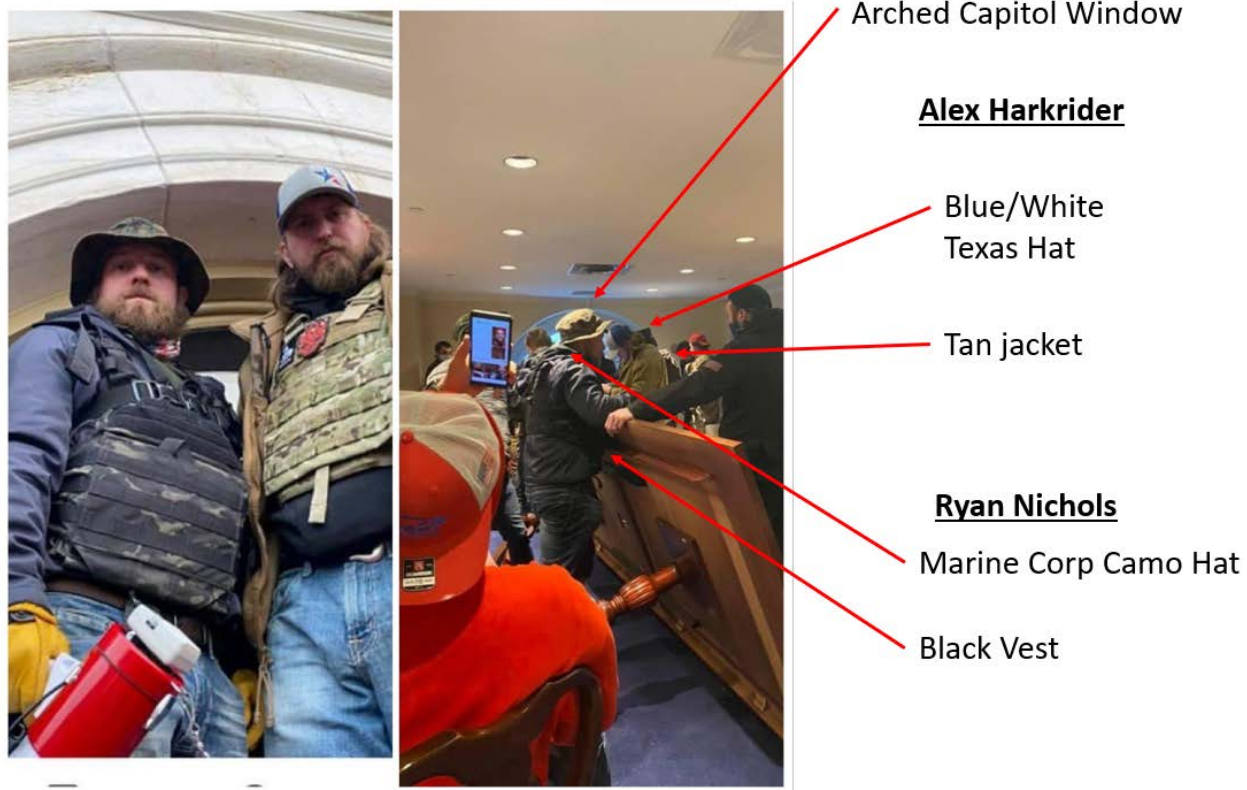 Arched Capitol Window
Alex Harkrider
Blue/White
Texas Hat
Tan jacket
Ryan Nichols
Marine Corp Camo Hat
Black Vest